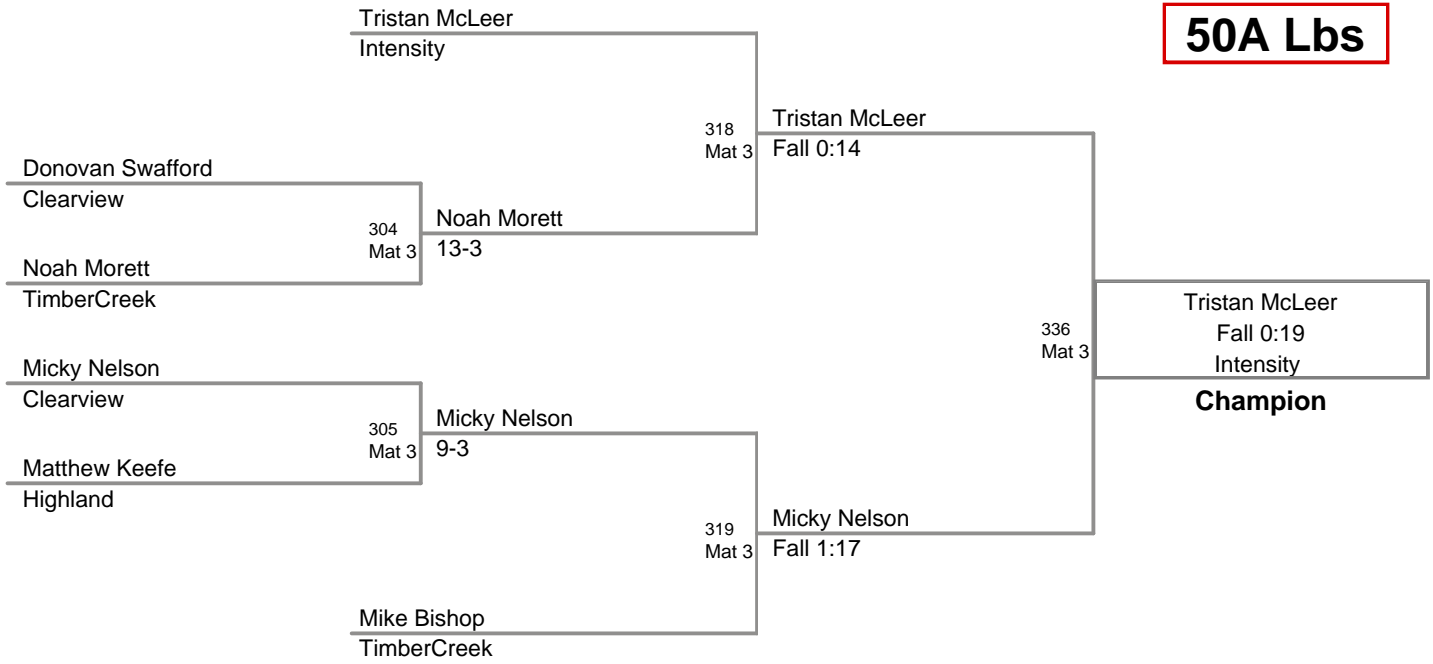 Tristan McLeer
Intensity
50A Lbs
318
Mat 3
Tristan McLeer
Fall 0:14
Donovan Swafford
Clearview
304
Mat 3
Noah Morett
13-3
Noah Morett
TimberCreek
336
Mat 3
Tristan McLeer
Fall 0:19
Intensity
Champion
Micky Nelson
Clearview
305
Mat 3
Micky Nelson
9-3
Matthew Keefe
Highland
319
Mat 3
Micky Nelson
Fall 1:17
Mike Bishop
TimberCreek